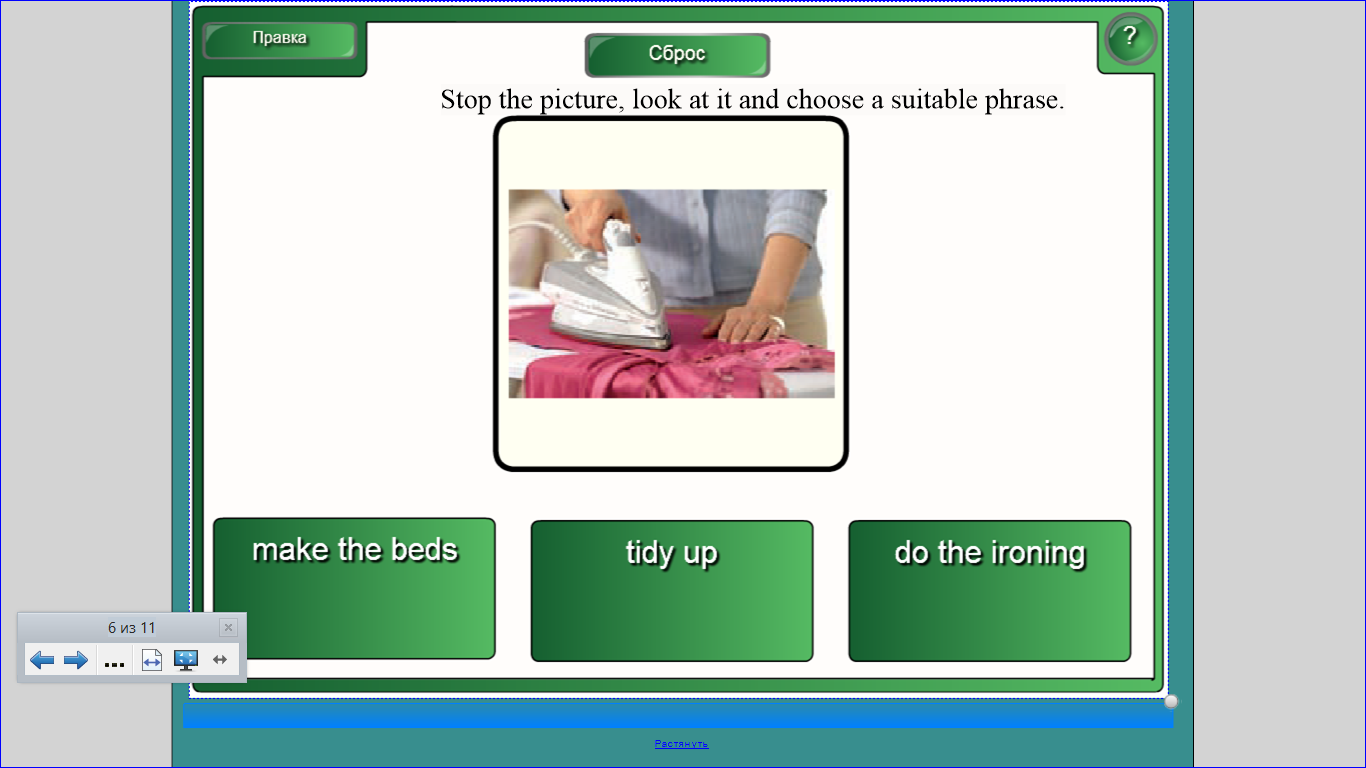 Правка
Сброс
?
Stop the picture, look at it and choose a suitable phrase.
make the beds
tidy up
do the ironing
6 из 11
...
Растянуть